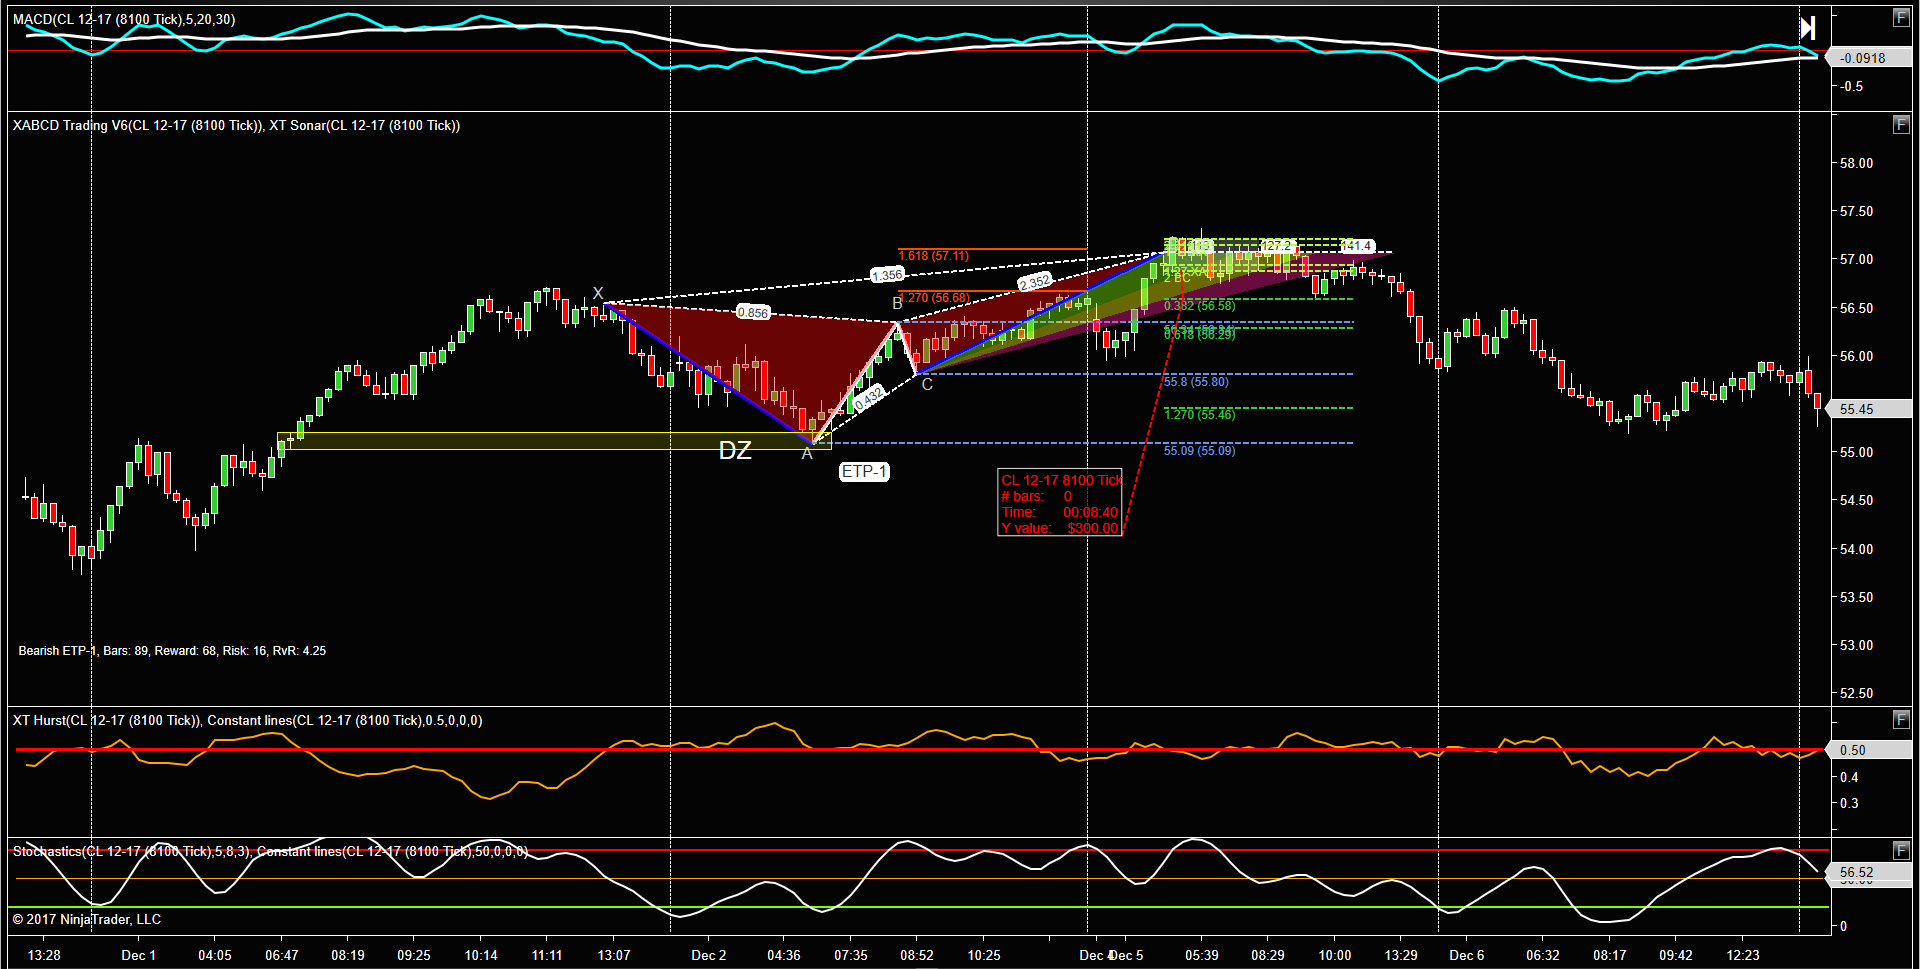 MACD(CL 12-17 (8100 Tick),5,20,30)
F
-0.0918
-0.5
XABCD Trading V6(CL 12-17 (8100 Tick)), XT Sonar(CL 12-17 (8100 Tick))
F
58.00
57.50
57.00
56.50
56.00
55.45
55.00
54.50
54.00
53.50
53.00
52.50
1.618 (57.11)
127.2
141.4
1.356
2.352
2 BC
X
B
1.270 (56.68)
0.856
0.382 (56.58)
0.618 (56.29)
C
55.8 (55.80)
0.432
1.270 (55.46)
DZ
A
55.09 (55.09)
ETP-1
CL 12-17 8100 Tick
# bars: 0
Time: 00:08:40
Y value: $300.00
Bearish ETP-1, Bars: 89, Reward: 68, Risk: 16, RvR: 4.25
XT Hurst(CL 12-17 (8100 Tick)), Constant lines(CL 12-17 (8100 Tick),0.5,0,0,0)
F
0.50
0.4
0.3
Stochastics(CL 12-17 (8100 Tick),5,8,3), Constant lines(CL 12-17 (8100 Tick),50,0,0,0)
F
56.52
0
© 2017 NinjaTrader, LLC
13:28 Dec 1 04:05 06:47 08:19 09:25 10:14 11:11 13:07 Dec 2 04:36 07:35 08:52 10:25 Dec 4 Dec 5 05:39 08:29 10:00 13:29 Dec 6 06:32 08:17 09:42 12:23